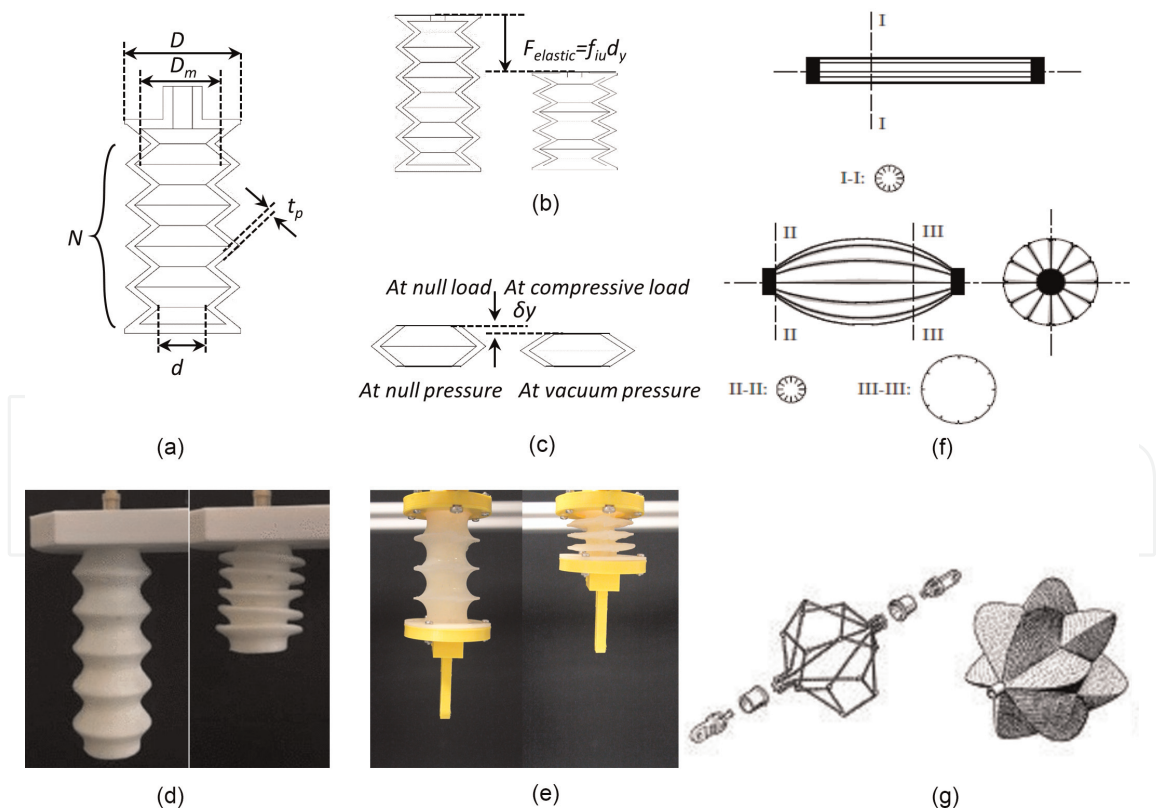 D
D_m
t_p
N
d
(a)
F_elastic=f_iu d_y
(b)
At null load
At compressive load
δy
At null pressure
At vacuum pressure
(c)
I
I
I-I:
II
III
II
III
II-II:
III-III:
(f)
(d)
(e)
(g)